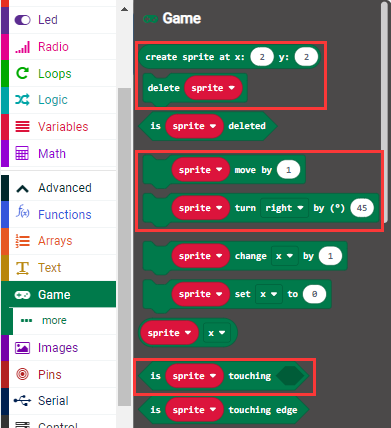 Led
Radio
Loops
Logic
Variables
Math
Advanced
Functions
Arrays
Text
Game
more
Images
Pins
Serial
Control
Game
create sprite at x: 2 y: 2
delete sprite
is sprite deleted
sprite move by 1
sprite turn right by (°) 45
sprite change x by 1
sprite set x to 0
sprite x
is sprite touching
is sprite touching edge